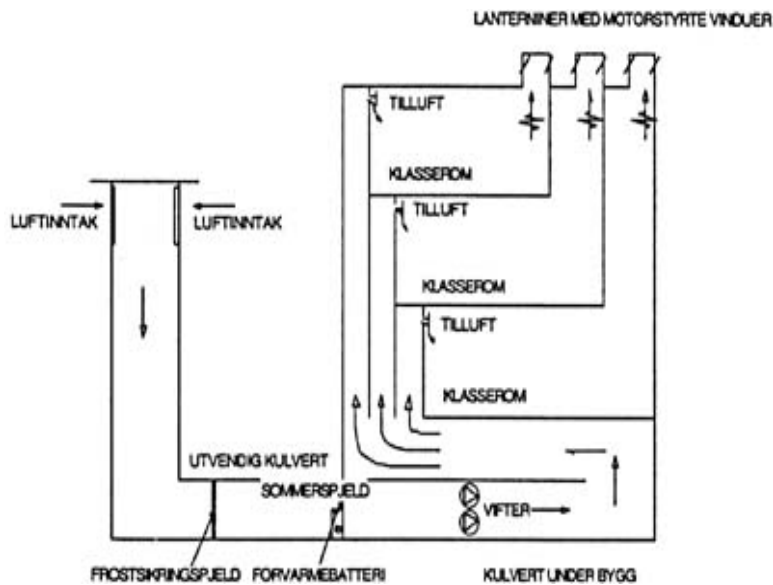 LANTERNINER MED MOTORSTYRTE VINDUER
TILLUFT
KLASSEROM
LUFTINNTAK
LUFTINNTAK
TILLUFT
KLASSEROM
TILLUFT
KLASSEROM
UTVENDIG KULVERT
SOMMERSPJELD
VIFTER
FROSTSIKRINGSPJELD
FORVARMEBATTERI
KULVERT UNDER BYGG